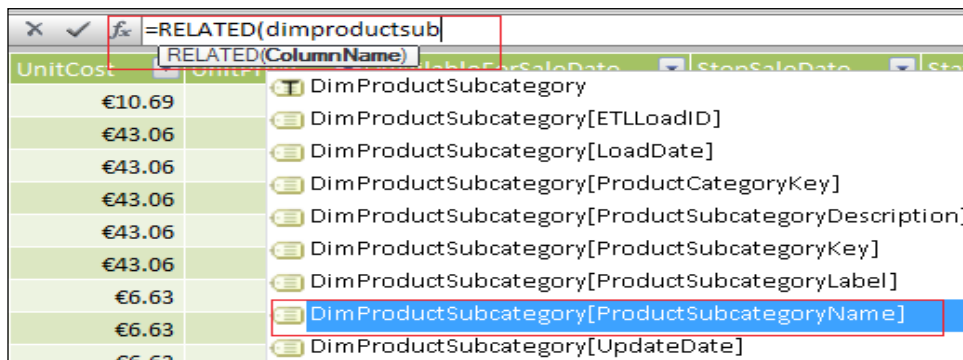 =RELATED(dimproductsub
RELATED(ColumnName)
UnitCost StopSaleDate Sta
DimProductSubcategory
€10.69
DimProductSubcategory[ETLLoadID]
€43.06
DimProductSubcategory[LoadDate]
€43.06
DimProductSubcategory[ProductCategoryKey]
€43.06
DimProductSubcategory[ProductSubcategoryDescription]
€43.06
DimProductSubcategory[ProductSubcategoryKey]
€43.06
DimProductSubcategory[ProductSubcategoryLabel]
€6.63
DimProductSubcategory[ProductSubcategoryName]
€6.63
DimProductSubcategory[UpdateDate]